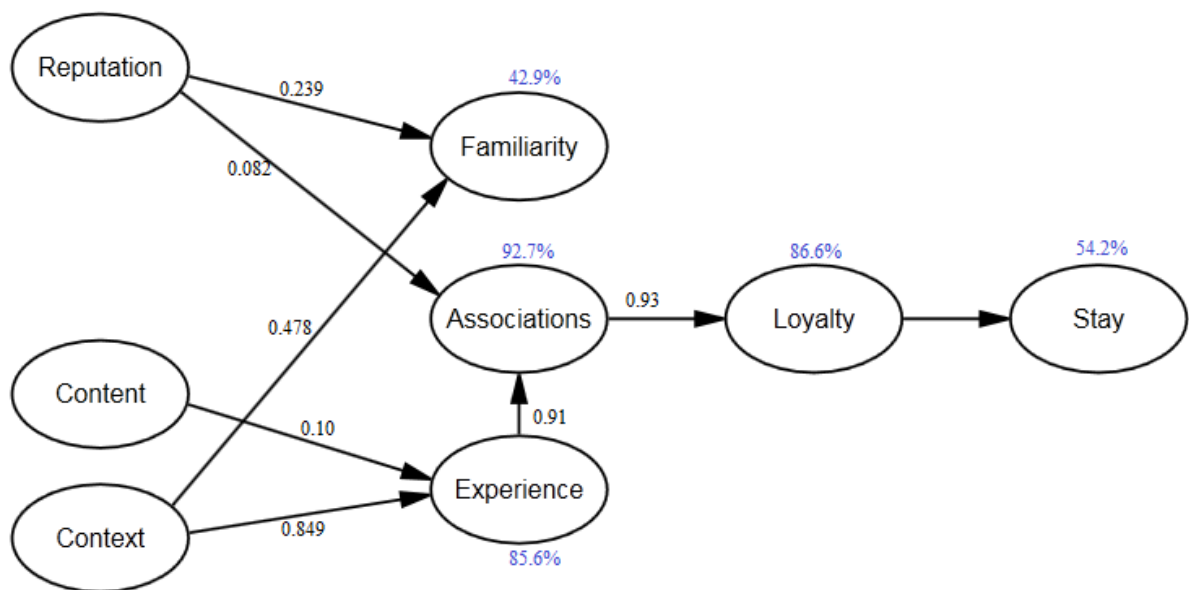 Reputation
0.239
42.9%
Familiarity
0.082
92.7%
86.6%
54.2%
0.478
Associations
0.93
Loyalty
Stay
Content
0.10
0.91
Experience
Context
0.849
85.6%